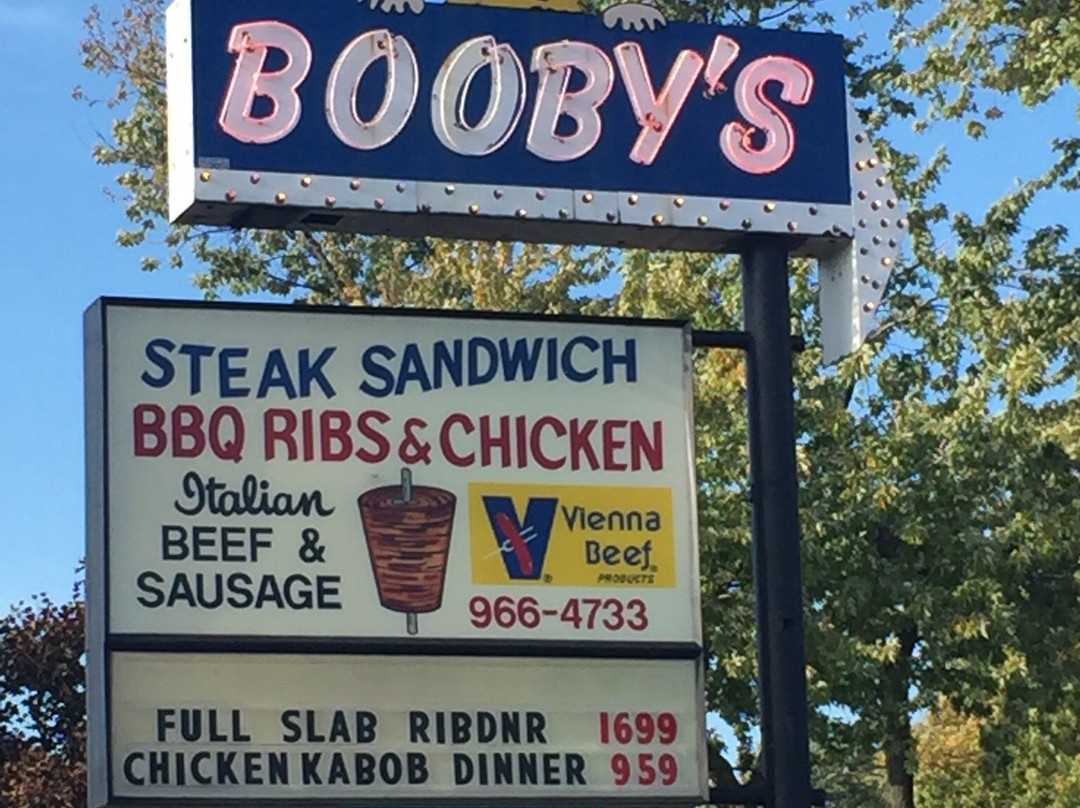 BOOBY'S
STEAK SANDWICH
BBQ RIBS & CHICKEN
Italian
BEEF &
SAUSAGE
Vienna
Beef®
PRODUCTS
®
966-4733
FULL SLAB RIBDNR 1699
CHICKEN KABOB DINNER 959